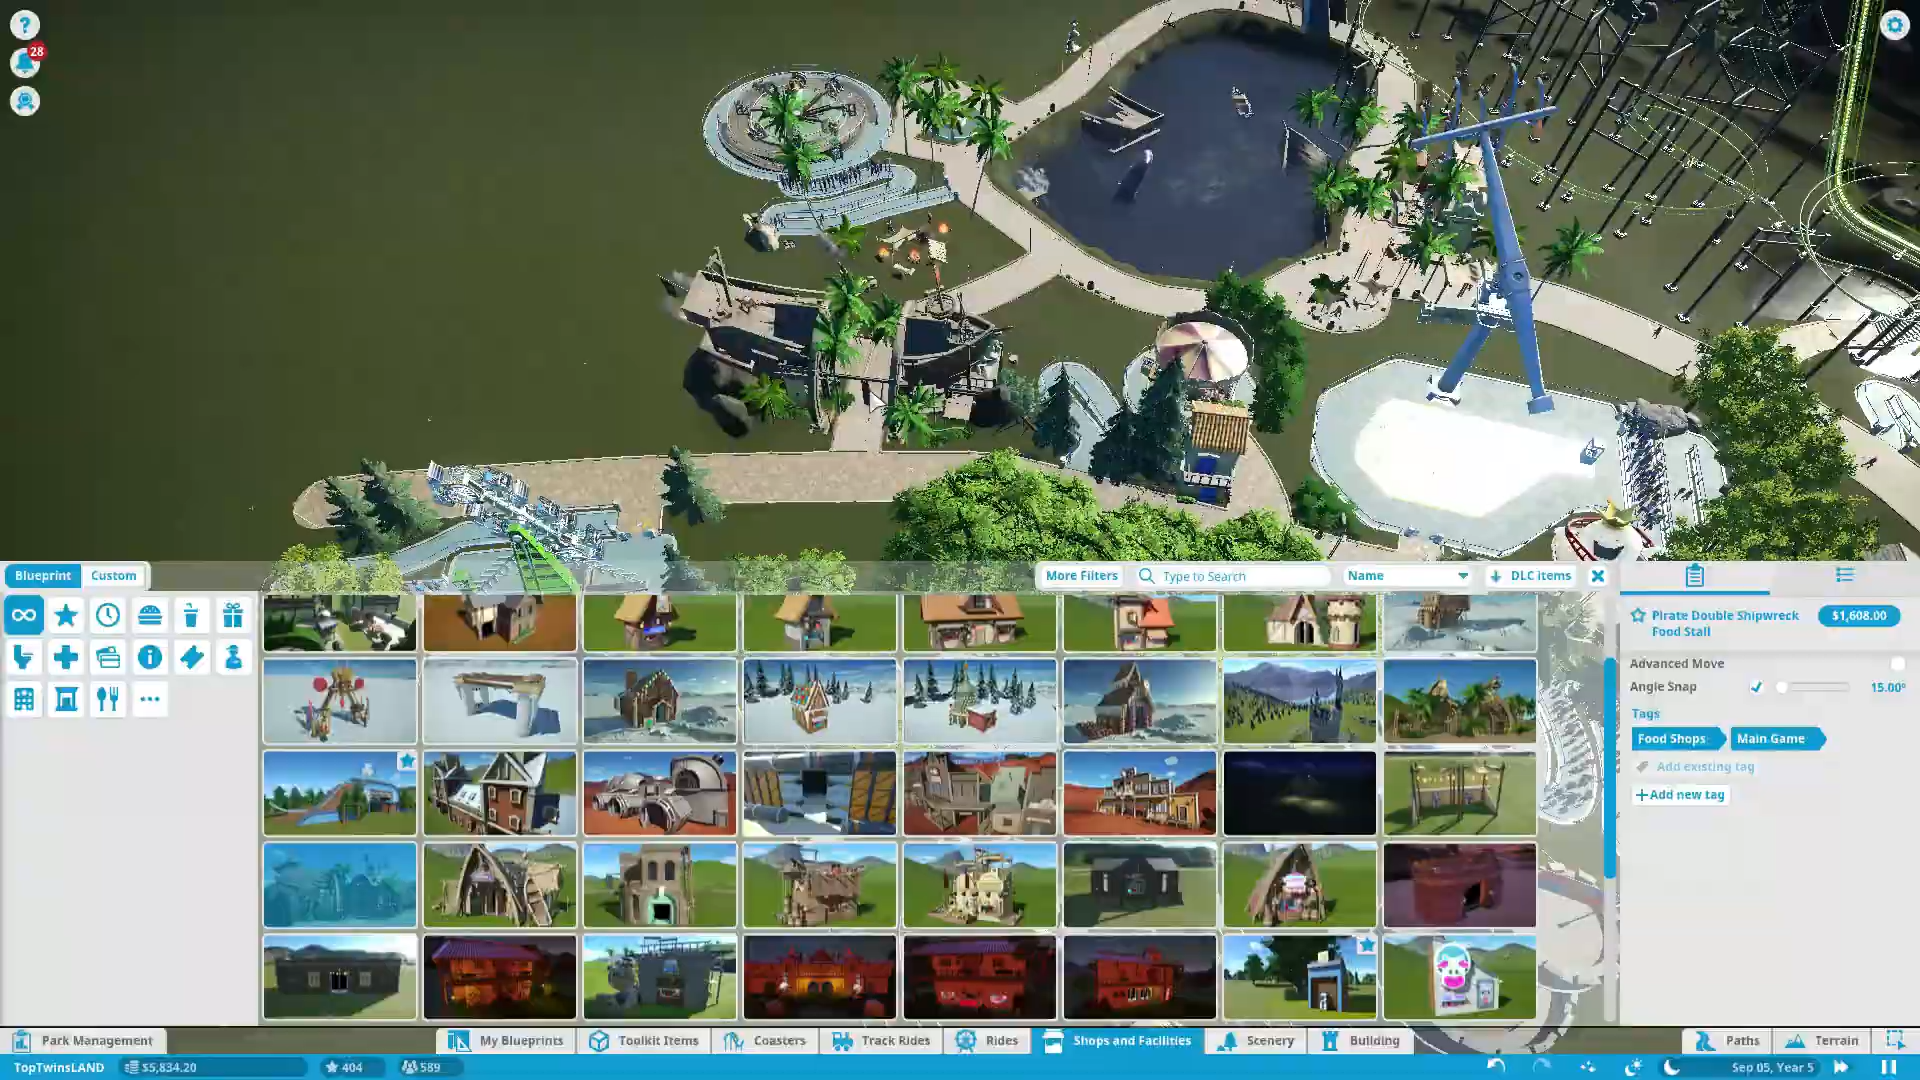 ?
28
Blueprint
Custom
More Filters
Type to Search
Name
DLC items
Pirate Double Shipwreck
Food Stall
$1,608.00
Advanced Move
Angle Snap
15.00°
Tags
Food Shops
Main Game
Add existing tag
+Add new tag
Park Management
My Blueprints
Toolkit Items
Coasters
Track Rides
Rides
Shops and Facilities
Scenery
Building
Paths
Terrain
TopTwinsLAND
$5,834.20
404
589
Sep 05, Year 5